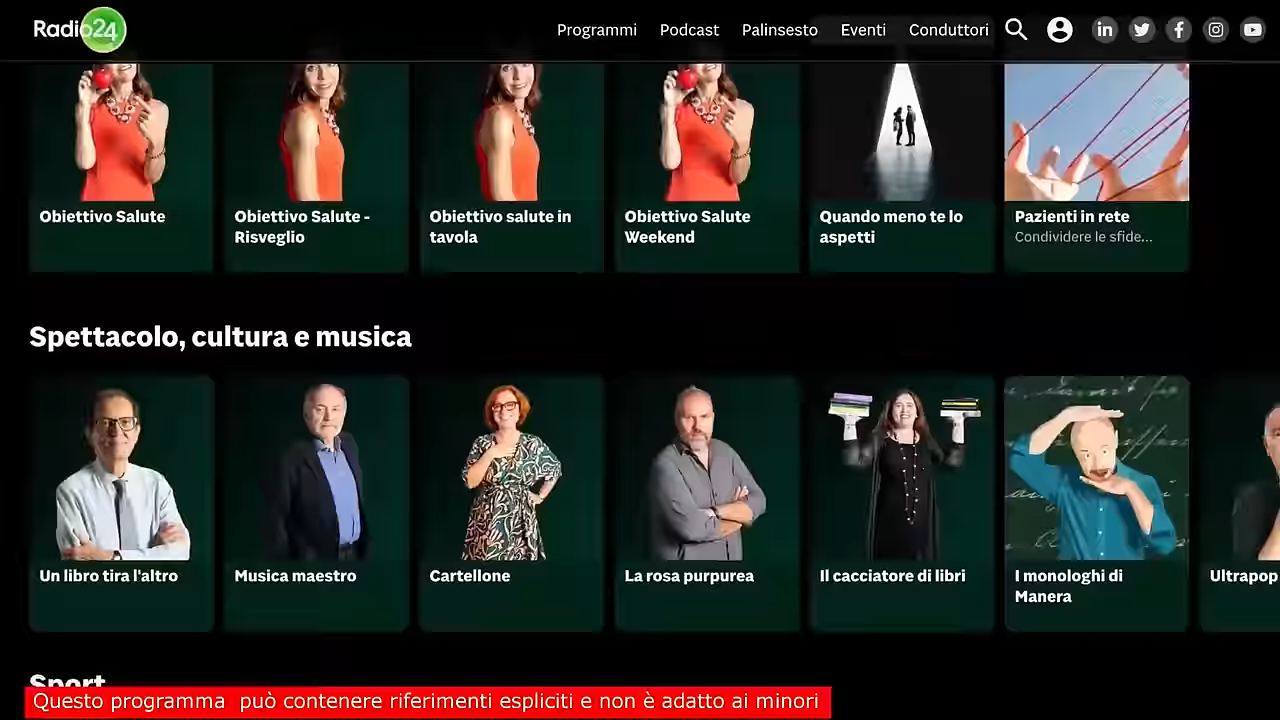 Radio24
Programmi
Podcast
Palinsesto
Eventi
Conduttori
Obiettivo Salute
Obiettivo Salute -
Risveglio
Obiettivo salute in
tavola
Obiettivo Salute
Weekend
Quando meno te lo
aspetti
Pazienti in rete
Condividere le sfide...
Spettacolo, cultura e musica
Un libro tira l'altro
Musica maestro
Cartellone
La rosa purpurea
Il cacciatore di libri
I monologhi di
Manera
Ultrapop
Sport
Questo programma  può contenere riferimenti espliciti e non è adatto ai minori